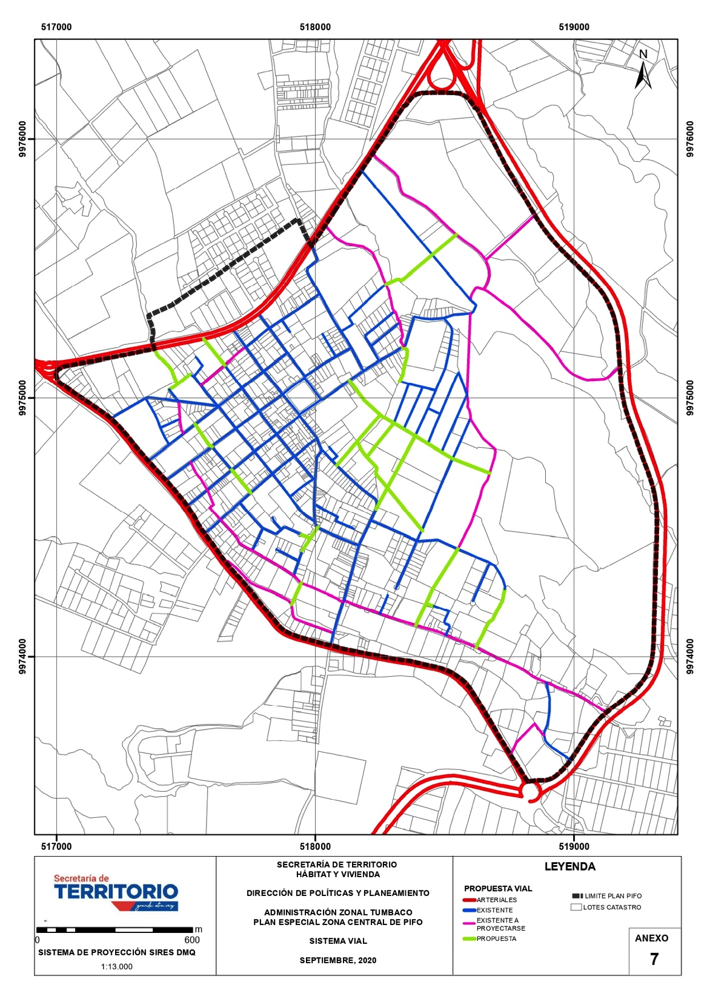 517000
518000
519000
N
9976000
9976000
9975000
9975000
9974000
9974000
517000
518000
519000
Secretaría de
TERRITORIO
grande otra vez
0
600
m
SISTEMA DE PROYECCIÓN SIRES DMQ
1:13.000
SECRETARÍA DE TERRITORIO
HÁBITAT Y VIVIENDA
DIRECCIÓN DE POLÍTICAS Y PLANEAMIENTO
ADMINISTRACIÓN ZONAL TUMBACO
PLAN ESPECIAL ZONA CENTRAL DE PIFO
SISTEMA VIAL
SEPTIEMBRE, 2020
LEYENDA
PROPUESTA VIAL
ARTERIALES
EXISTENTE
EXISTENTE A
PROYECTARSE
PROPUESTA
LIMITE PLAN PIFO
LOTES CATASTRO
ANEXO
7